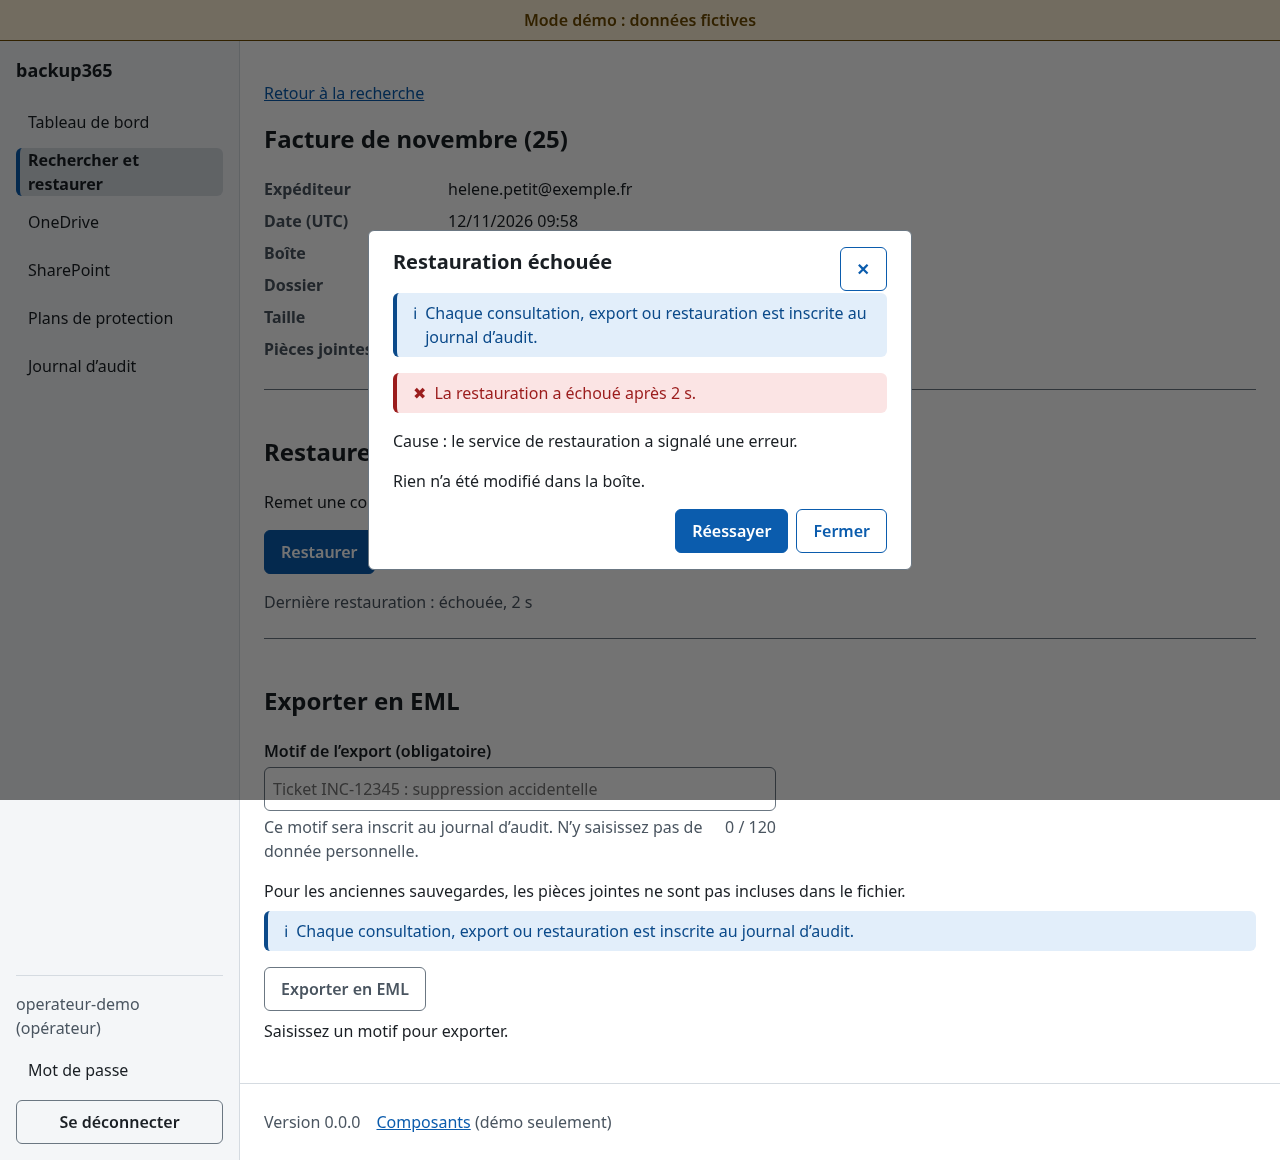 Mode démo : données fictives
backup365
Tableau de bord
Rechercher et
restaurer
OneDrive
SharePoint
Plans de protection
Journal d’audit
operateur-demo
(opérateur)
Mot de passe
Se déconnecter
Retour à la recherche
Facture de novembre (25)
Expéditeur helene.petit@exemple.fr
Date (UTC) 12/11/2026 09:58
Boîte
Dossier
Taille
Pièces jointes
Restaurer
Remet une co
Restaurer
Dernière restauration : échouée, 2 s
Restauration échouée
✕
i Chaque consultation, export ou restauration est inscrite au
journal d’audit.
✖ La restauration a échoué après 2 s.
Cause : le service de restauration a signalé une erreur.
Rien n’a été modifié dans la boîte.
Réessayer Fermer
Exporter en EML
Motif de l’export (obligatoire)
Ticket INC-12345 : suppression accidentelle
Ce motif sera inscrit au journal d’audit. N’y saisissez pas de 0 / 120
donnée personnelle.
Pour les anciennes sauvegardes, les pièces jointes ne sont pas incluses dans le fichier.
i Chaque consultation, export ou restauration est inscrite au journal d’audit.
Exporter en EML
Saisissez un motif pour exporter.
Version 0.0.0 Composants (démo seulement)